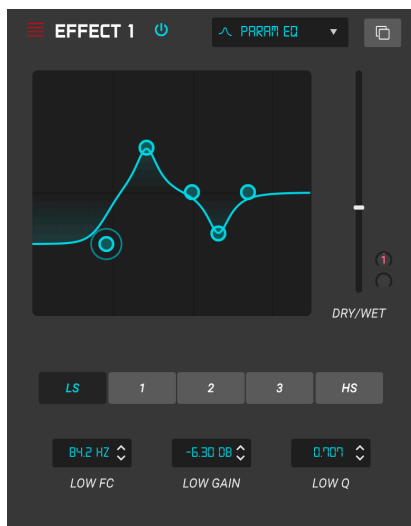 EFFECT 1
PARAM EQ
1
DRY/WET
LS 1 2 3 HS
84.2 HZ -6.30 DB 0.707
LOW FC LOW GAIN LOW Q